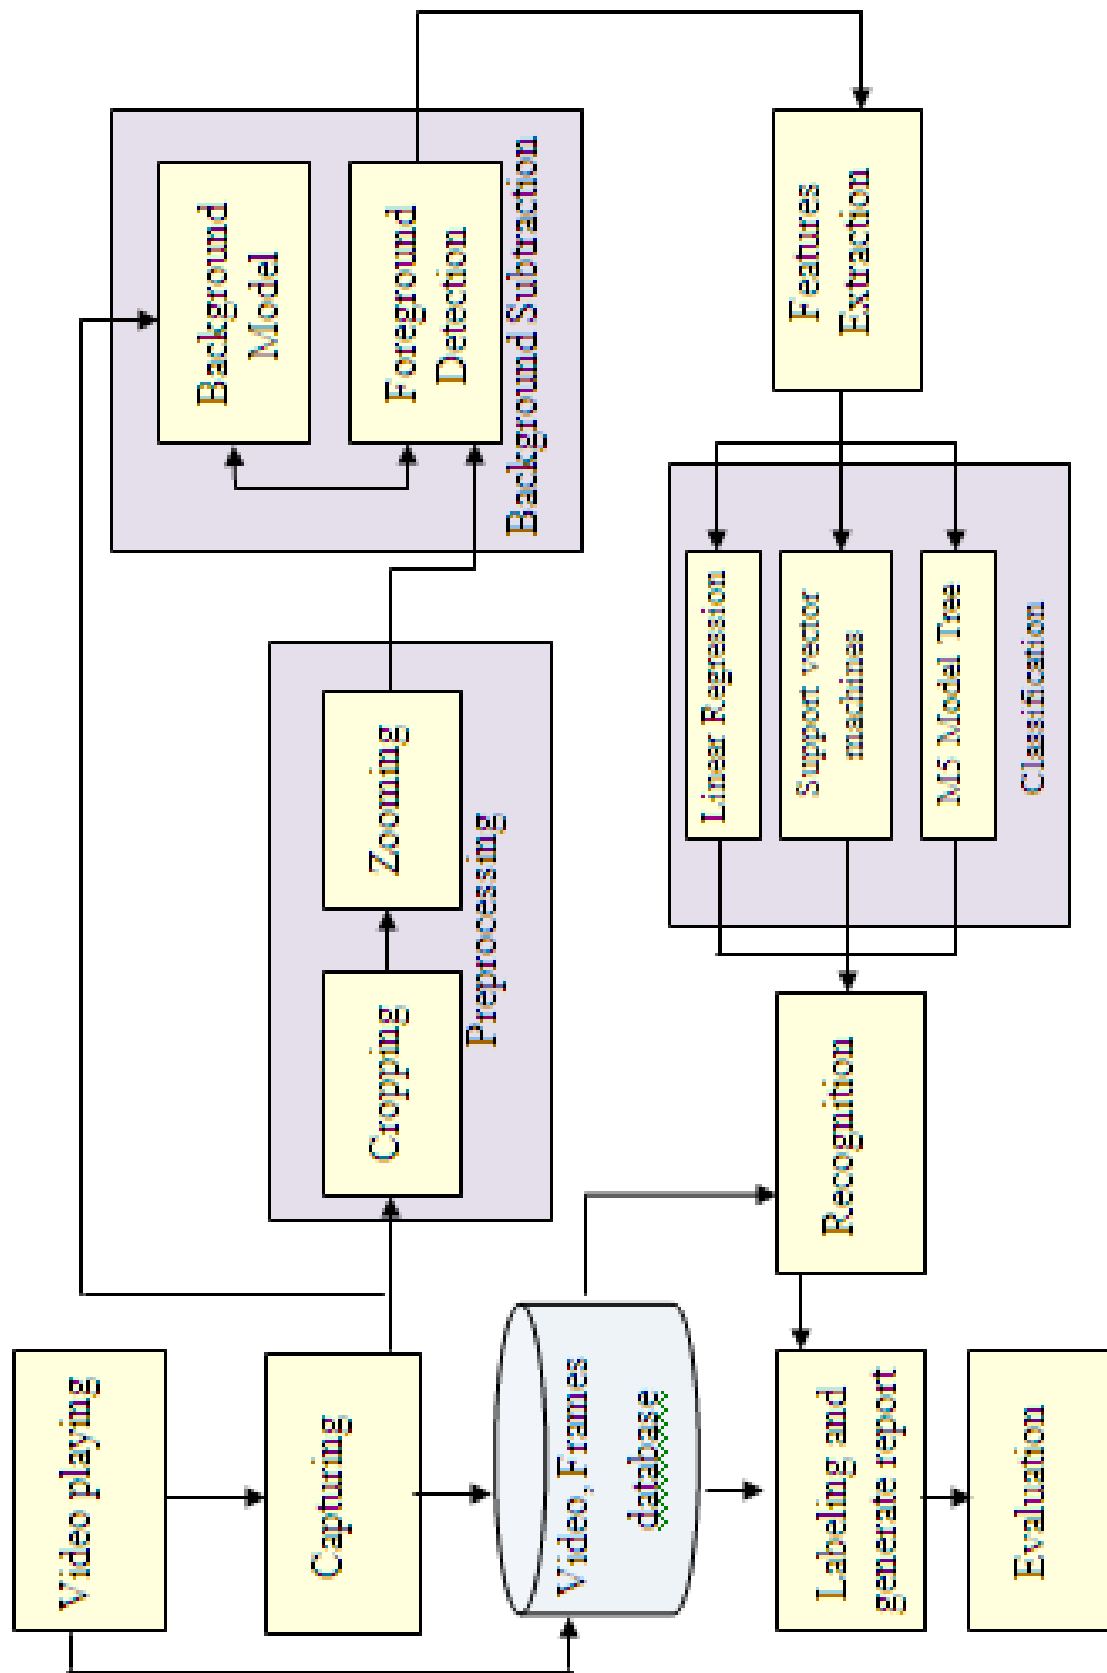 Video playing
Capturing
Video, Frames
database
Labeling and
generate report
Evaluation
Cropping
Zooming
Preprocessing
Background
Model
Foreground
Detection
Background Subtraction
Features
Extraction
Linear Regression
Support vector
machines
M5 Model Tree
Classification
Recognition